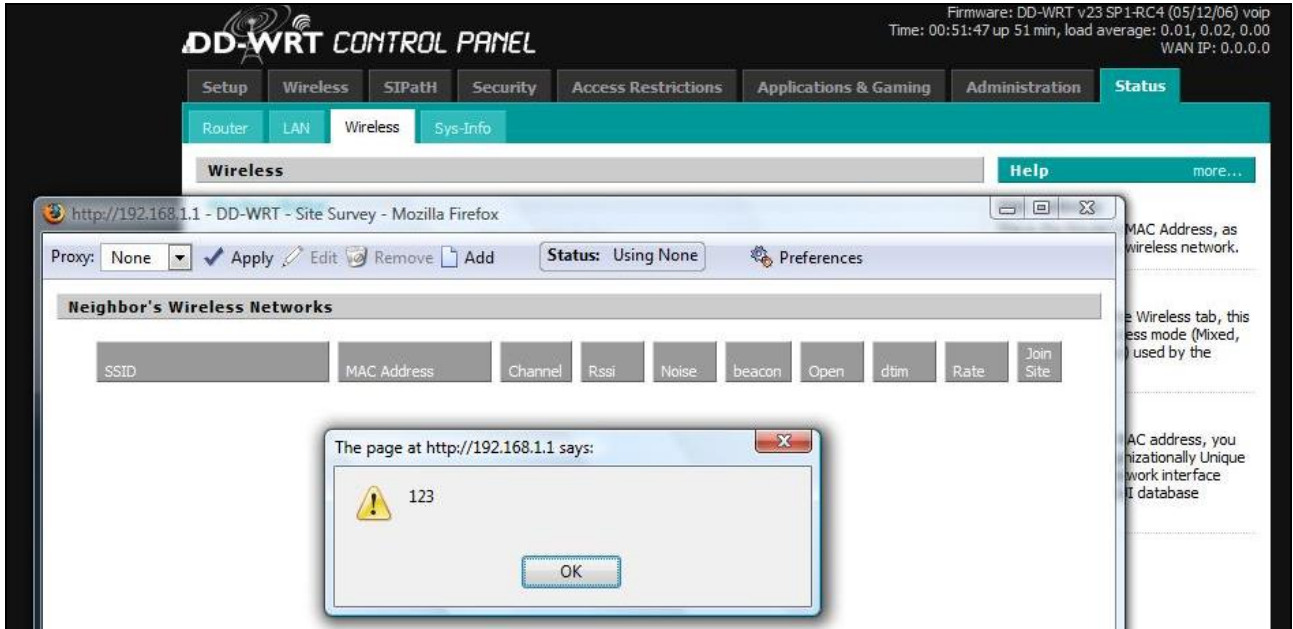 Firmware: DD-WRT v23 SP1-RC4 (05/12/06) voip
DD-WRT CONTROL PANEL
Time: 00:51:47 up 51 min, load average: 0.01, 0.02, 0.00
WAN IP: 0.0.0.0
Setup Wireless SIPatH Security Access Restrictions Applications & Gaming Administration Status
Router LAN Wireless Sys-Info
Wireless Help more...
http://192.168.1.1 - DD-WRT - Site Survey - Mozilla Firefox
MAC Address, as
wireless network.
Proxy: None Apply Edit Remove Add Status: Using None Preferences
Neighbor's Wireless Networks
Wireless tab, this
ess mode (Mixed,
used by the
SSID MAC Address Channel Rssi Noise beacon Open dtim Rate Join Site
The page at http://192.168.1.1 says:
123
OK
AC address, you
nizationally Unique
work interface
I database